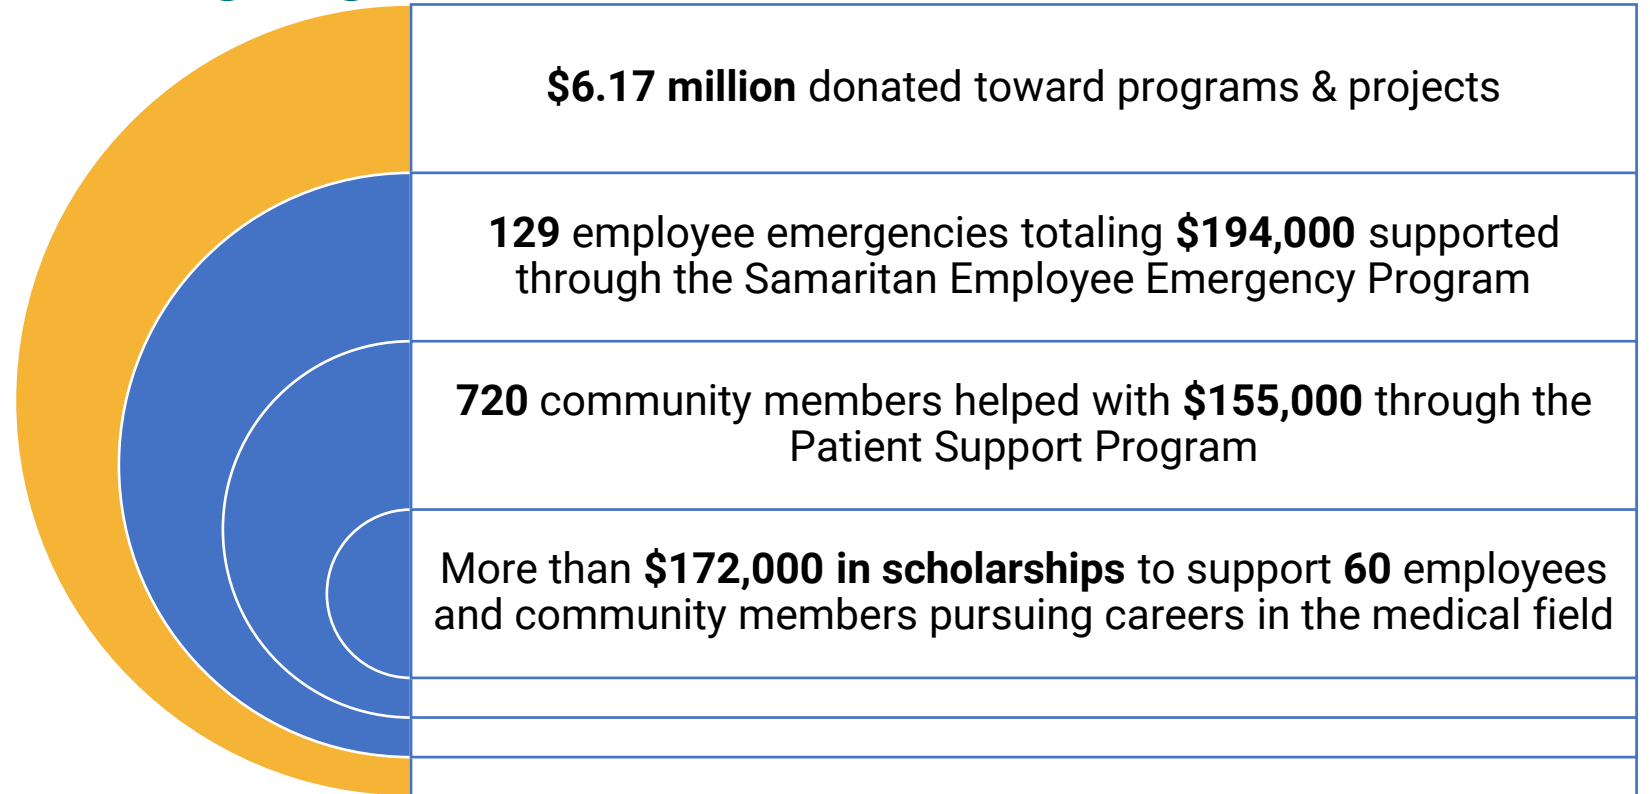 $6.17 million donated toward programs & projects
129 employee emergencies totaling $194,000 supported
through the Samaritan Employee Emergency Program
720 community members helped with $155,000 through the
Patient Support Program
More than $172,000 in scholarships to support 60 employees
and community members pursuing careers in the medical field